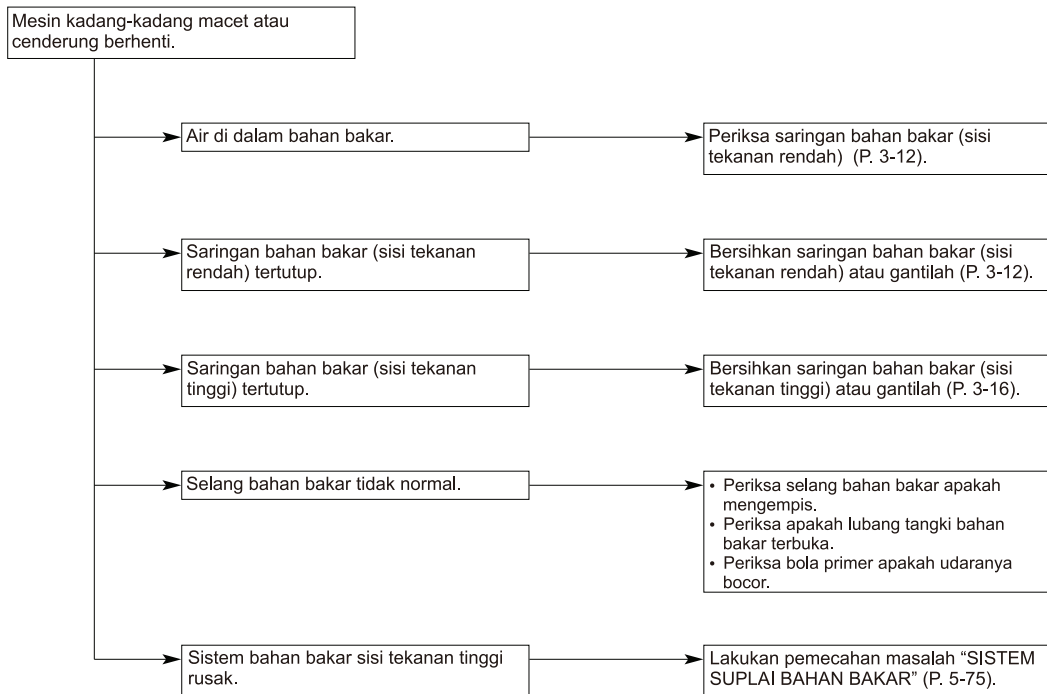 Mesin kadang-kadang macet atau
cenderung berhenti.
Air di dalam bahan bakar.
Periksa saringan bahan bakar (sisi
tekanan rendah) (P. 3-12).
Saringan bahan bakar (sisi tekanan
rendah) tertutup.
Bersihkan saringan bahan bakar (sisi
tekanan rendah) atau gantilah (P. 3-12).
Saringan bahan bakar (sisi tekanan
tinggi) tertutup.
Bersihkan saringan bahan bakar (sisi
tekanan tinggi) atau gantilah (P. 3-16).
Selang bahan bakar tidak normal.
• Periksa selang bahan bakar apakah
mengempis.
• Periksa apakah lubang tangki bahan
bakar terbuka.
• Periksa bola primer apakah udaranya
bocor.
Sistem bahan bakar sisi tekanan tinggi
rusak.
Lakukan pemecahan masalah “SISTEM
SUPLAI BAHAN BAKAR” (P. 5-75).